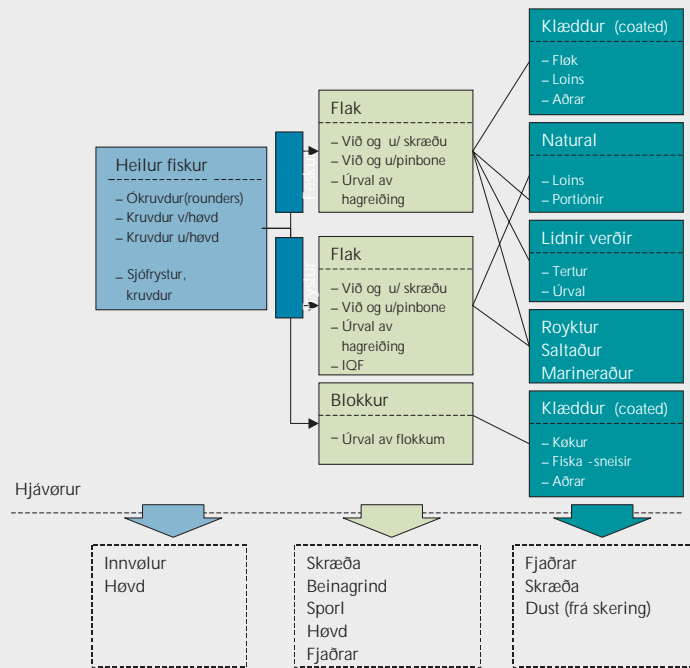 Heilur fiskur
– Ókruvdur(rounders)
– Kruvdur v/høvd
– Kruvdur u/høvd
– Sjófrystur,
kruvdur
Flak
– Við og u/ skræðu
– Við og u/pinbone
– Úrval av
hagreiðing
Flak
– Við og u/ skræðu
– Við og u/pinbone
– Úrval av
hagreiðing
– IQF
Blokkur
– Úrval av flokkum
Klæddur (coated)
– Fløk
– Loins
– Aðrar
Natural
– Loins
– Portiónir
Lidnir verðir
– Tertur
– Úrval
Royktur
Saltaður
Marineraður
Klæddur (coated)
– Køkur
– Fiska -sneisir
– Aðrar
Hjávørur
Innvølur
Høvd
Skræða
Beinagrind
Sporl
Høvd
Fjaðrar
Fjaðrar
Skræða
Dust (frá skering)